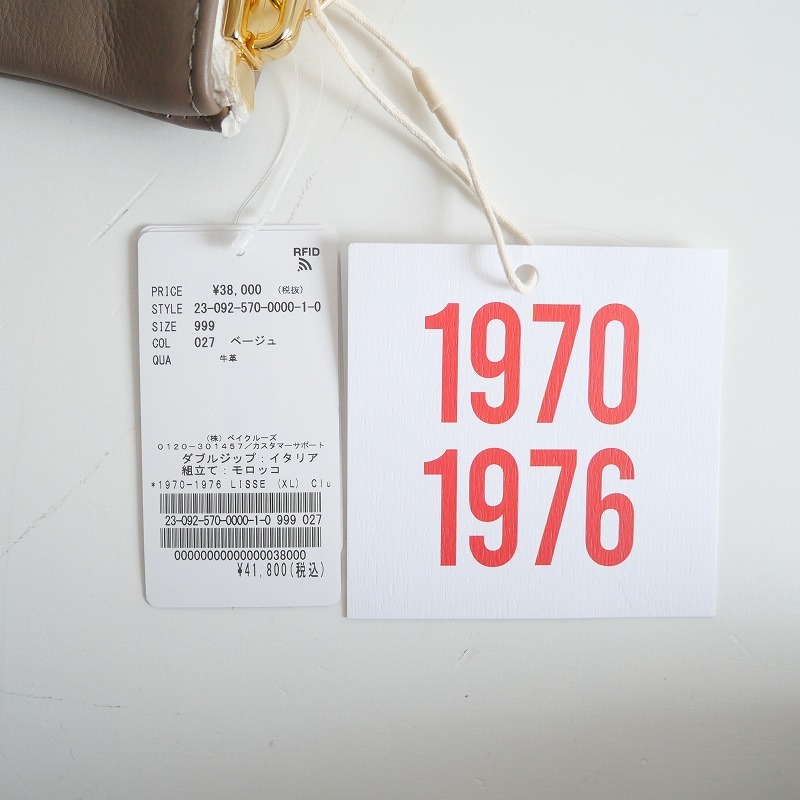 RFID
PRICE ¥38,000 (税抜)
STYLE 23-092-570-0000-1-0
SIZE 999
COL 027 ベージュ
QUA 牛革
(株)ベイクルーズ
0120-301457/カスタマーサポート
ダブルジップ:イタリア
組立て:モロッコ
*1970-1976 LISSE (XL) Clu
23-092-570-0000-1-0 999 027
00000000000000038000
¥41,800(税込)
1970
1976